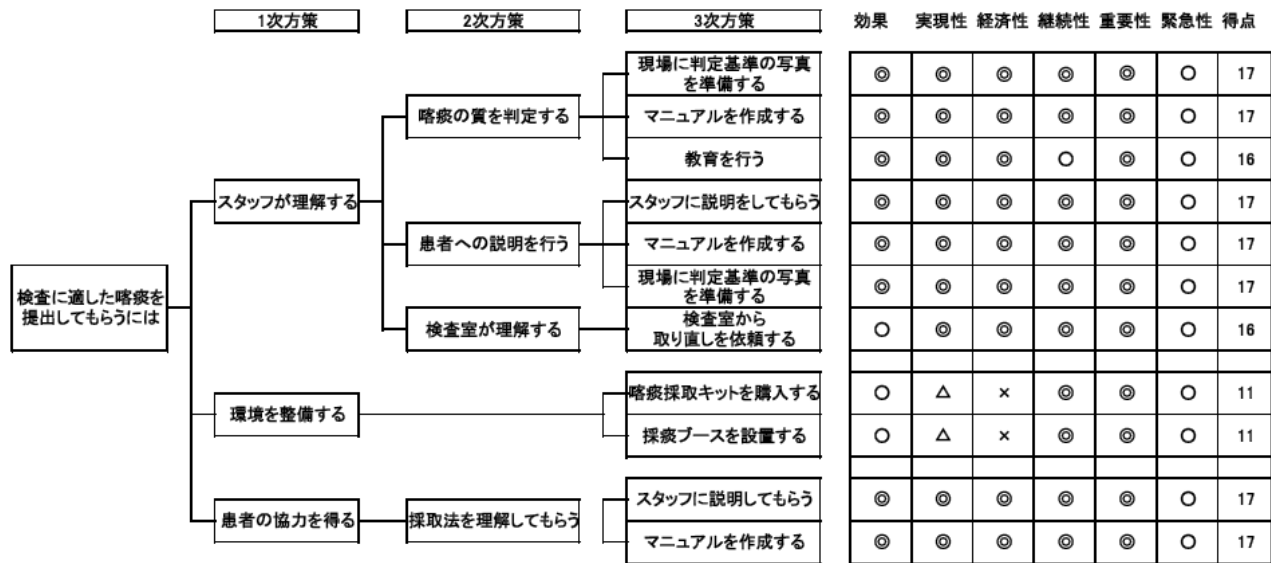 1次方策 2次方策 3次方策 効果 実現性 経済性 継続性 重要性 緊急性 得点
現場に判定基準の写真
を準備する
◎ ◎ ◎ ◎ ◎ ○ 17
喀痰の質を判定する
マニュアルを作成する
◎ ◎ ◎ ◎ ◎ ○ 17
教育を行う
◎ ◎ ◎ ○ ◎ ○ 16
スタッフが理解する
スタッフに説明をしてもらう
◎ ◎ ◎ ◎ ◎ ○ 17
患者への説明を行う
マニュアルを作成する
◎ ◎ ◎ ◎ ◎ ○ 17
現場に判定基準の写真
を準備する
◎ ◎ ◎ ◎ ◎ ○ 17
検査に適した喀痰を
提出してもらうには
検査室が理解する
検査室から
取り直しを依頼する
○ ◎ ◎ ◎ ◎ ○ 16
環境を整備する
喀痰採取キットを購入する
○ △ × ◎ ◎ ○ 11
採痰ブースを設置する
○ △ × ◎ ◎ ○ 11
患者の協力を得る
採取法を理解してもらう
スタッフに説明してもらう
◎ ◎ ◎ ◎ ◎ ○ 17
マニュアルを作成する
◎ ◎ ◎ ◎ ◎ ○ 17